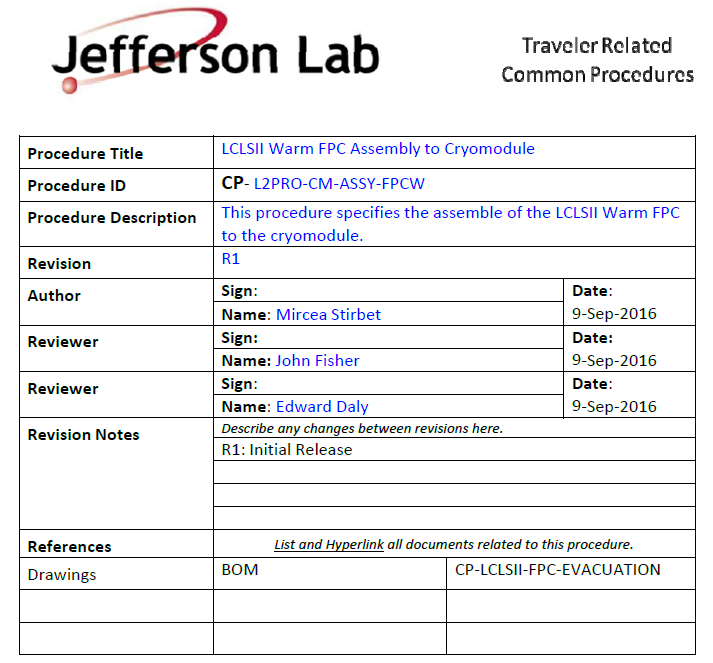 Jefferson Lab
Traveler Related
Common Procedures
Procedure Title
LCLSII Warm FPC Assembly to Cryomodule
Procedure ID
CP- L2PRO-CM-ASSY-FPCW
Procedure Description
This procedure specifies the assemble of the LCLSII Warm FPC
to the cryomodule.
Revision
R1
Author
Sign:
Date:
Name: Mircea Stirbet
9-Sep-2016
Reviewer
Sign:
Date:
Name: John Fisher
9-Sep-2016
Reviewer
Sign:
Date:
Name: Edward Daly
9-Sep-2016
Revision Notes
Describe any changes between revisions here.
R1: Initial Release
References
List and Hyperlink all documents related to this procedure.
Drawings
BOM
CP-LCLSII-FPC-EVACUATION